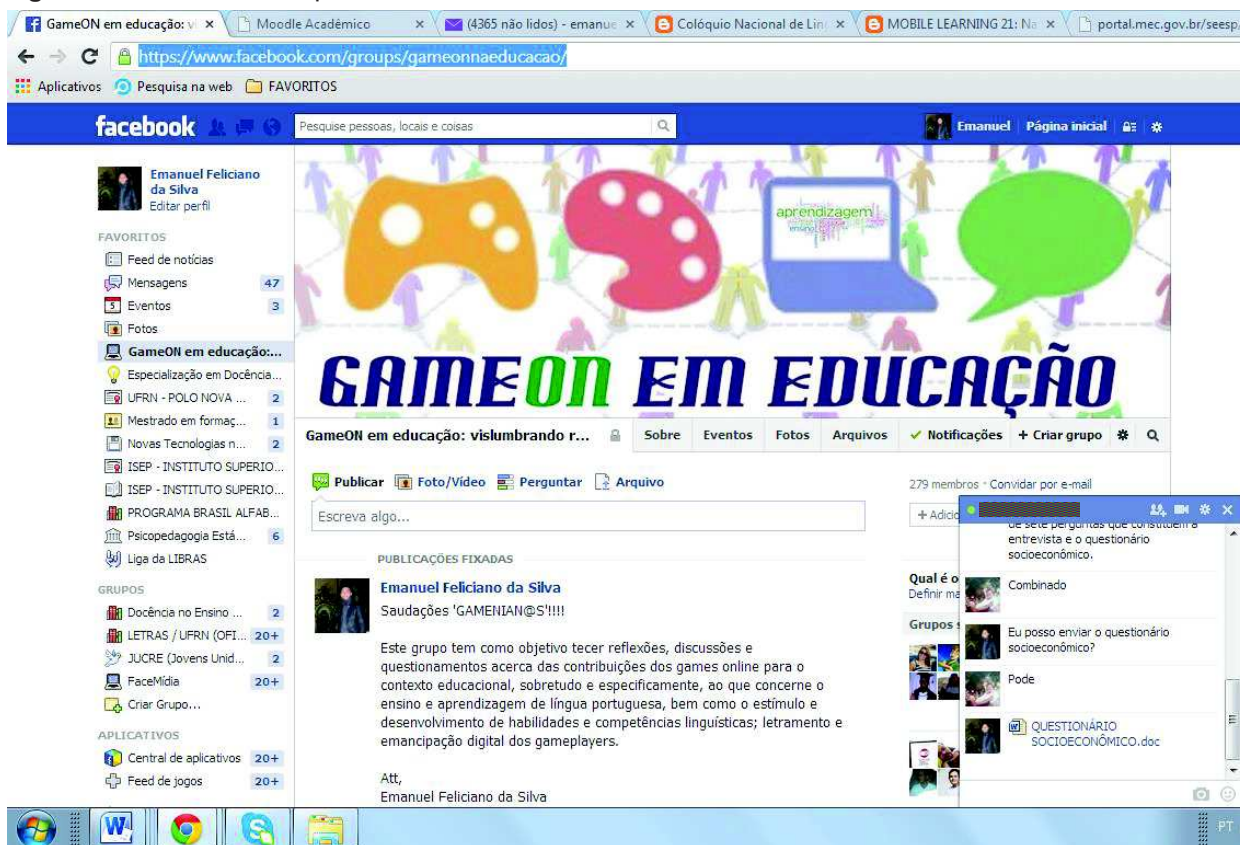 GameON em educação: v
Moodle Acadêmico
(4365 não lidos) - emanue
Colóquio Nacional de Lin
MOBILE LEARNING 21: Na
portal.mec.gov.br/seesp/
https://www.facebook.com/groups/gameonnaeducacao/
Aplicativos Pesquisa na web FAVORITOS
facebook
Pesquise pessoas, locais e coisas
Emanuel Página inicial
Emanuel Feliciano
da Silva
Editar perfil
FAVORITOS
Feed de notícias
Mensagens 47
Eventos 3
Fotos
GameON em educação:...
Especialização em Docência...
UFRN - POLO NOVA ... 2
Mestrado em formaç... 1
Novas Tecnologias n... 2
ISEP - INSTITUTO SUPERIO...
ISEP - INSTITUTO SUPERIO...
PROGRAMA BRASIL ALFAB...
Psicopedagogia Está... 6
Liga da LIBRAS
GRUPOS
Docência no Ensino ... 2
LETRAS / UFRN (OFI... 20+
JUCRE (Jovens Unid... 2
FaceMídia 20+
Criar Grupo...
APLICATIVOS
Central de aplicativos 20+
Feed de jogos 20+
aprendizagem
ensino
GAMEON EM EDUCAÇÃO
GameON em educação: vislumbrando r...
Sobre Eventos Fotos Arquivos ✓ Notificações + Criar grupo
Publicar Foto/Vídeo Perguntar Arquivo
Escreva algo...
PUBLICAÇÕES FIXADAS
Emanuel Feliciano da Silva
Saudações 'GAMENIAN@S'!!!!
Este grupo tem como objetivo tecer reflexões, discussões e
questionamentos acerca das contribuições dos games online para o
contexto educacional, sobretudo e especificamente, ao que concerne o
ensino e aprendizagem de língua portuguesa, bem como o estímulo e
desenvolvimento de habilidades e competências linguísticas; letramento e
emancipação digital dos gameplayers.
Att,
Emanuel Feliciano da Silva
279 membros · Convidar por e-mail
+ Adicio
Qual é o
Definir ma
Grupos s
de sete perguntas que constituem a
entrevista e o questionário
socioeconômico.
Combinado
Eu posso enviar o questionário
socioeconômico?
Pode
QUESTIONÁRIO
SOCIOECONÔMICO.doc
PT